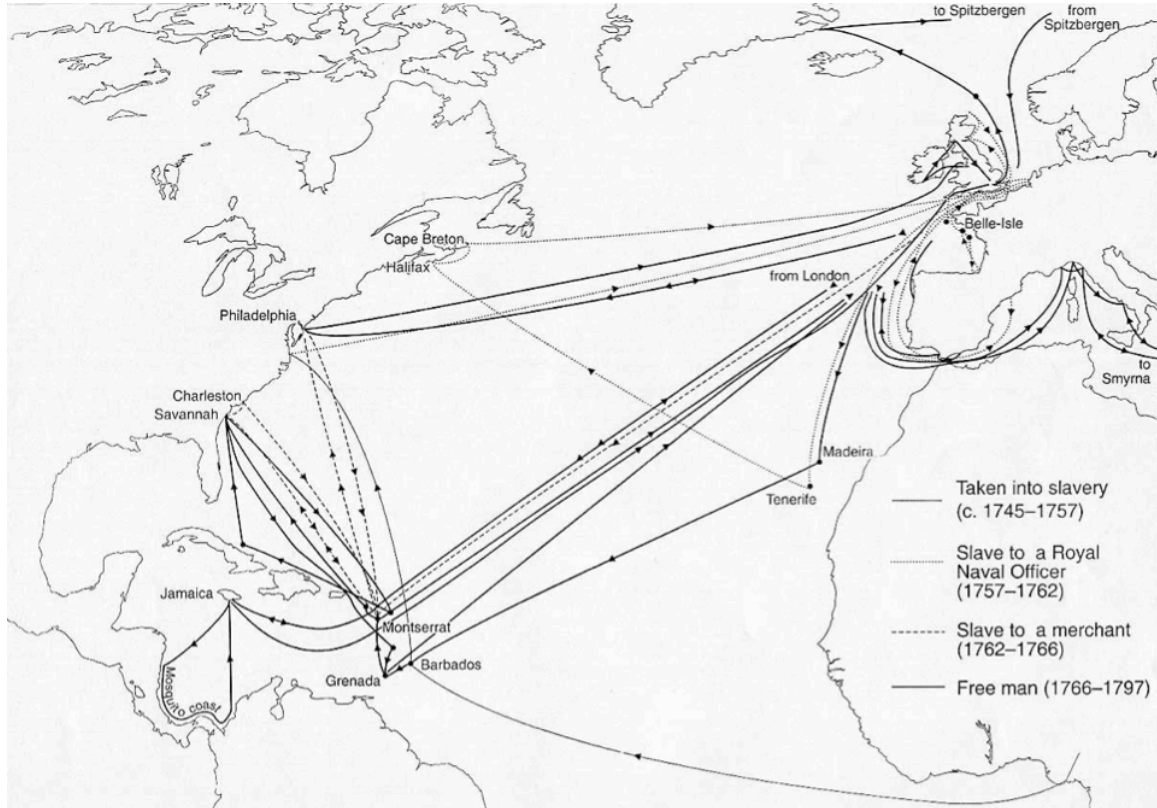 to Spitzbergen
from
Spitzbergen
Belle-Isle
Cape Breton
Halifax
from London
Philadelphia
to
Smyrna
Charleston
Savannah
Madeira
Tenerife
Jamaica
Montserrat
Barbados
Grenada
Mosquito coast
Taken into slavery
(c. 1745–1757)
Slave to a Royal
Naval Officer
(1757–1762)
Slave to a merchant
(1762–1766)
Free man (1766–1797)